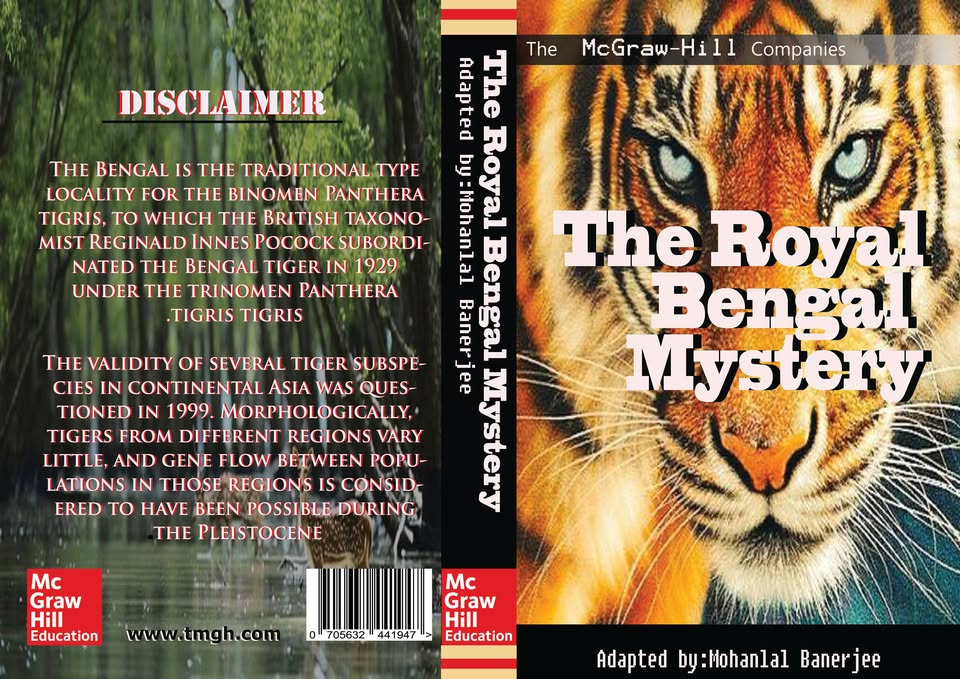 DISCLAIMER
The Bengal is the traditional type
locality for the binomen Panthera
tigris, to which the British taxono-
mist Reginald Innes Pocock subordi-
nated the Bengal tiger in 1929
under the trinomen Panthera
.tigris tigris
The validity of several tiger subspe-
cies in continental Asia was ques-
tioned in 1999. Morphologically,
tigers from different regions vary
little, and gene flow between popu-
lations in those regions is consid-
ered to have been possible during
.the Pleistocene
Mc
Graw
Hill
Education
www.tmgh.com
0 705632 441947 >
The Royal Bengal Mystery
Adapted by:Mohanlal Banerjee
Mc
Graw
Hill
Education
The McGraw-Hill Companies
The Royal
Bengal
Mystery
Adapted by:Mohanlal Banerjee